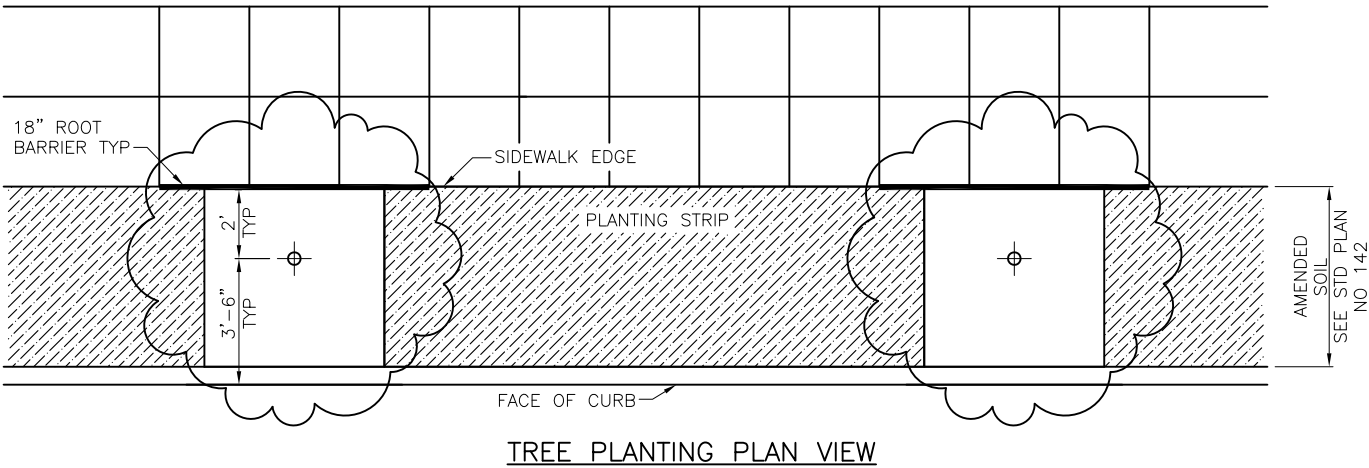 18” ROOT
BARRIER TYP
SIDEWALK EDGE
PLANTING STRIP
2'
TYP
3'-6"
TYP
AMENDED
SOIL
SEE STD PLAN
NO 142
FACE OF CURB
TREE PLANTING PLAN VIEW